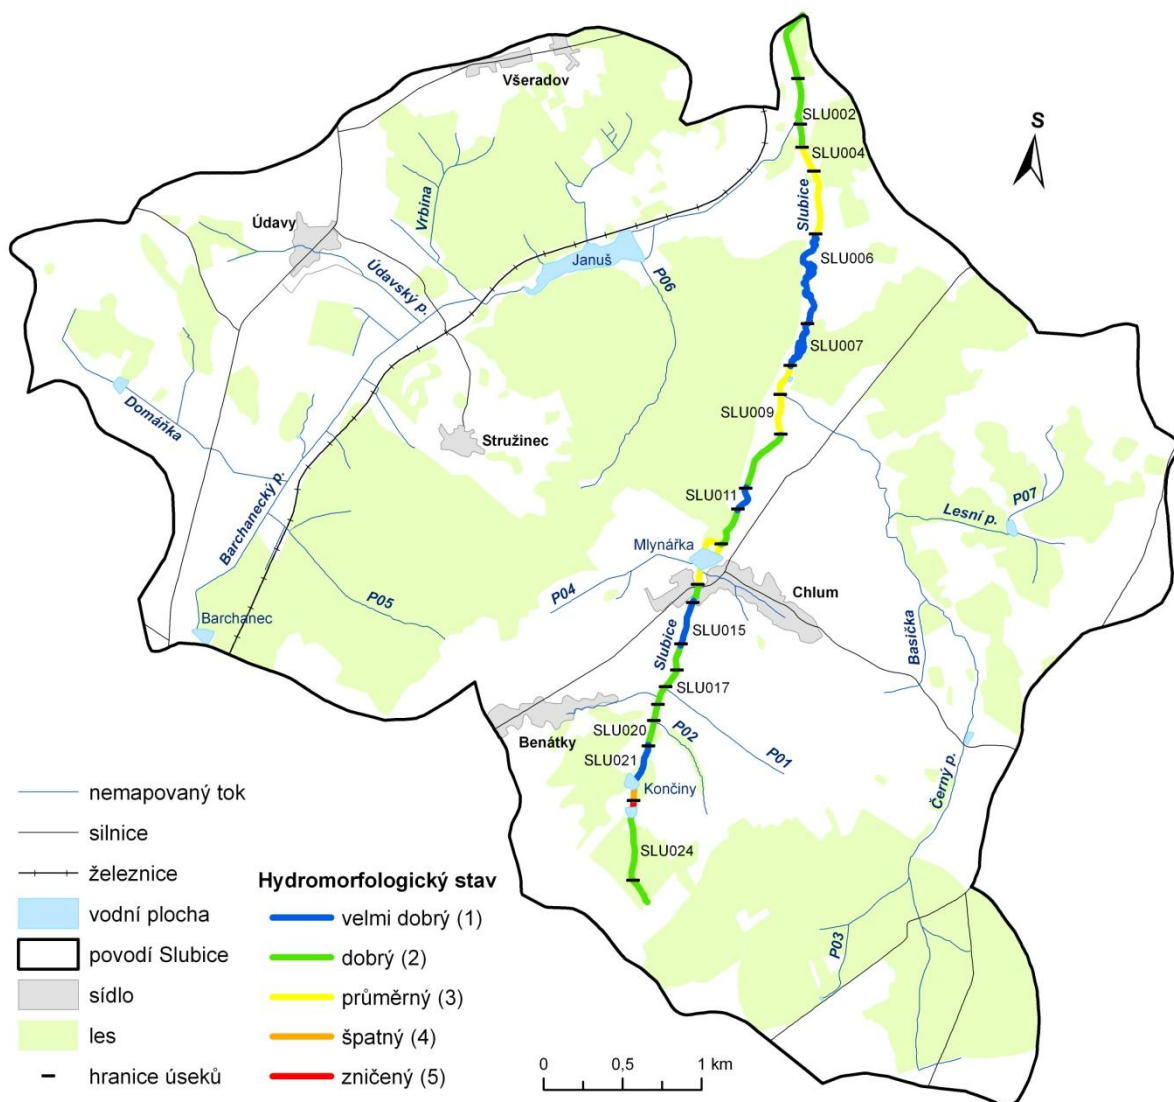 Všeradov
SLU002
S
SLU004
Vrbina
Slubice
Údavy
SLU006
Januš
P06
Údavský p.
SLU007
Domáňka
SLU009
Stružinec
SLU011
P07
Lesní p.
Barchanecký p.
Mlynářka
P04
Chlum
P05
Barchanec
Slubice
SLU015
Basička
SLU017
Benátky
SLU020
P02
P01
SLU021
Končiny
Černý p.
SLU024
P03
nemapovaný tok
silnice
železnice
vodní plocha
povodí Slubice
sídlo
les
hranice úseků
Hydromorfologický stav
velmi dobrý (1)
dobrý (2)
průměrný (3)
špatný (4)
zničený (5)
0 0,5 1 km